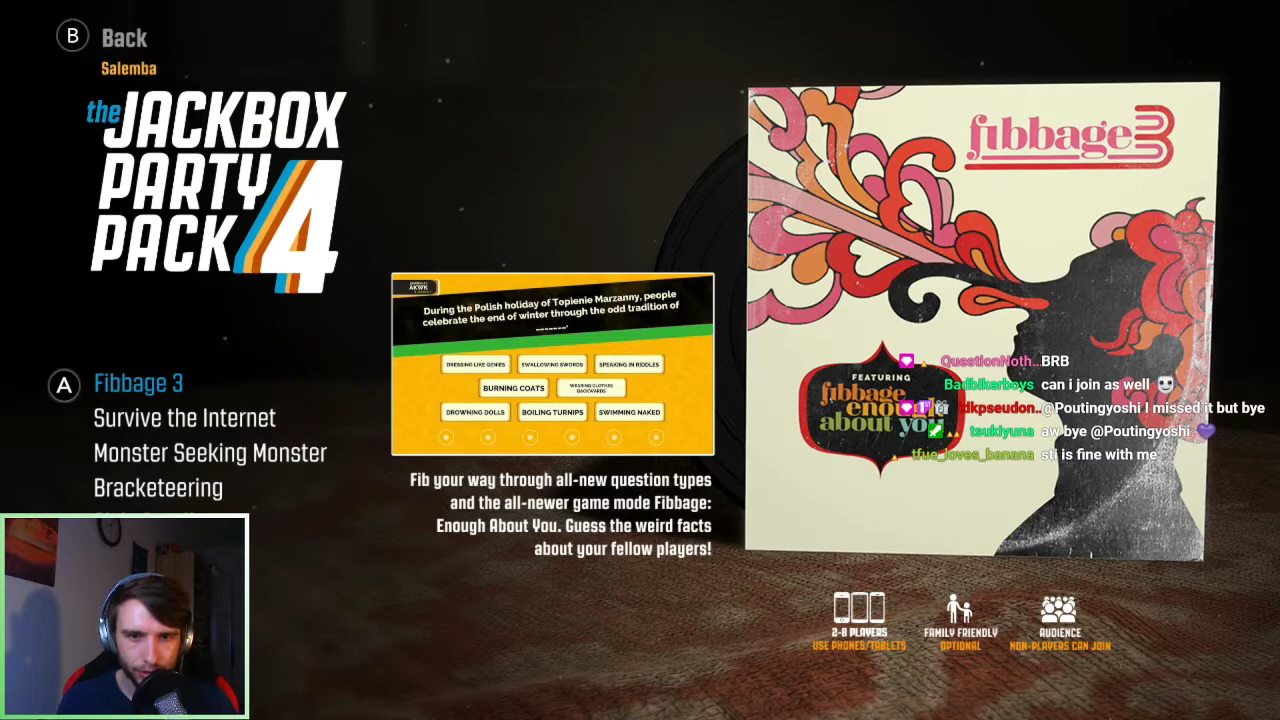 B Back
Salemba
the JACKBOX
PARTY
PACK 4
A Fibbage 3
Survive the Internet
Monster Seeking Monster
Bracketeering
AKWK
During the Polish holiday of Topienie Marzanny, people
celebrate the end of winter through the odd tradition of
_______.
DRESSING LIKE GENIES
SWALLOWING SWORDS
SPEAKING IN RIDDLES
BURNING COATS
WEARING CLOTHES
BACKWARDS
DROWNING DOLLS
BOILING TURNIPS
SWIMMING NAKED
Fib your way through all-new question types
and the all-newer game mode Fibbage:
Enough About You. Guess the weird facts
about your fellow players!
fibbage 3
FEATURING
fibbage
enough
about you
QuestionNoth.. BRB
Badbikerboys can i join as well
dkpseudon.. @Poutingyoshi I missed it but bye
tsukiyuna aw bye @Poutingyoshi
tfue_loves_banana sti is fine with me
2-8 PLAYERS
USE PHONES/TABLETS
FAMILY FRIENDLY
OPTIONAL
AUDIENCE
NON-PLAYERS CAN JOIN